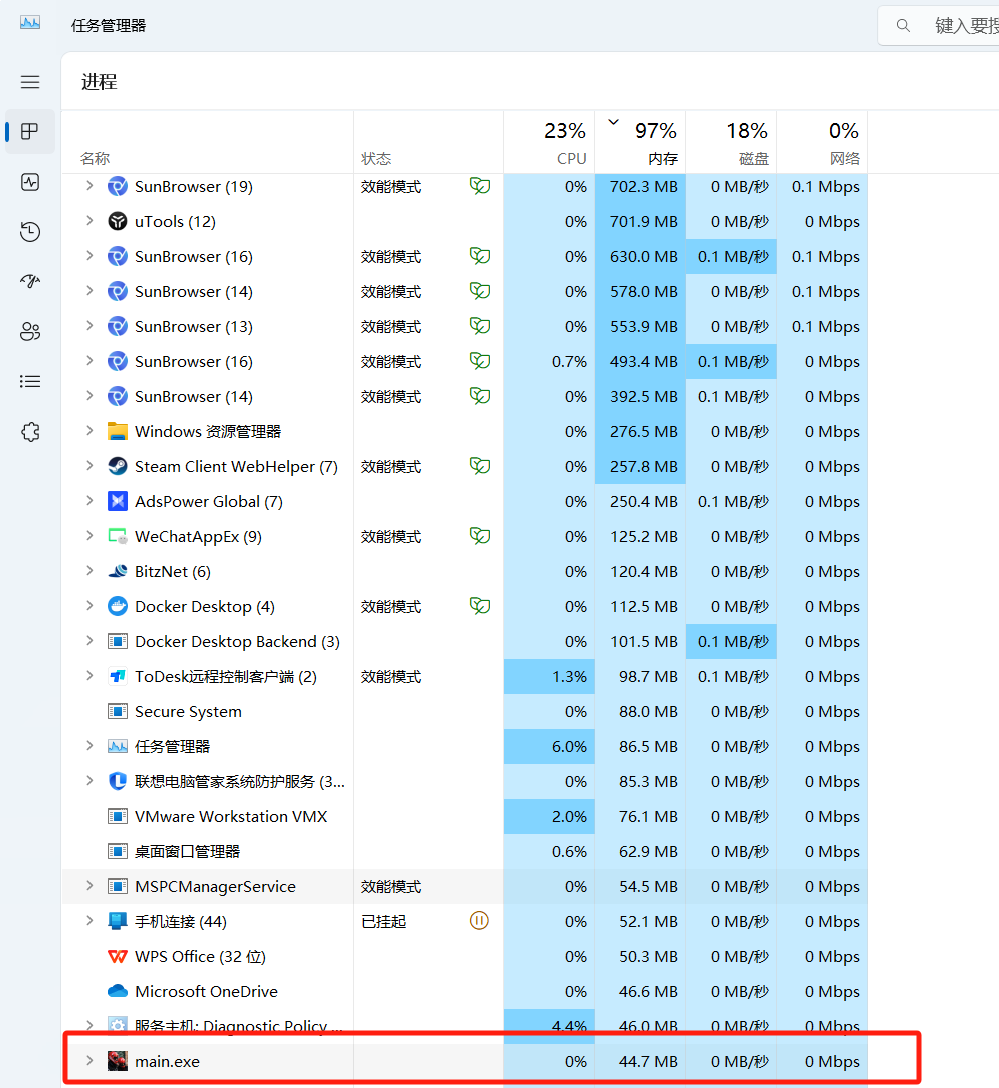 任务管理器
键入要搜
进程
23% 97% 18% 0%
名称 状态 CPU 内存 磁盘 网络
SunBrowser (19) 效能模式 0% 702.3 MB 0 MB/秒 0.1 Mbps
uTools (12) 0% 701.9 MB 0 MB/秒 0 Mbps
SunBrowser (16) 效能模式 0% 630.0 MB 0.1 MB/秒 0.1 Mbps
SunBrowser (14) 效能模式 0% 578.0 MB 0 MB/秒 0.1 Mbps
SunBrowser (13) 效能模式 0% 553.9 MB 0 MB/秒 0.1 Mbps
SunBrowser (16) 效能模式 0.7% 493.4 MB 0.1 MB/秒 0 Mbps
SunBrowser (14) 效能模式 0% 392.5 MB 0.1 MB/秒 0 Mbps
Windows 资源管理器 0% 276.5 MB 0 MB/秒 0 Mbps
Steam Client WebHelper (7) 效能模式 0% 257.8 MB 0 MB/秒 0 Mbps
AdsPower Global (7) 0% 250.4 MB 0.1 MB/秒 0 Mbps
WeChatAppEx (9) 效能模式 0% 125.2 MB 0 MB/秒 0 Mbps
BitzNet (6) 0% 120.4 MB 0 MB/秒 0 Mbps
Docker Desktop (4) 效能模式 0% 112.5 MB 0 MB/秒 0 Mbps
Docker Desktop Backend (3) 0% 101.5 MB 0.1 MB/秒 0 Mbps
ToDesk远程控制客户端 (2) 效能模式 1.3% 98.7 MB 0.1 MB/秒 0 Mbps
Secure System 0% 88.0 MB 0 MB/秒 0 Mbps
任务管理器 6.0% 86.5 MB 0 MB/秒 0 Mbps
联想电脑管家系统防护服务 (3... 0% 85.3 MB 0 MB/秒 0 Mbps
VMware Workstation VMX 2.0% 76.1 MB 0 MB/秒 0 Mbps
桌面窗口管理器 0.6% 62.9 MB 0 MB/秒 0 Mbps
MSPCManagerService 效能模式 0% 54.5 MB 0 MB/秒 0 Mbps
手机连接 (44) 已挂起 0% 52.1 MB 0 MB/秒 0 Mbps
WPS Office (32 位) 0% 50.3 MB 0 MB/秒 0 Mbps
Microsoft OneDrive 0% 46.6 MB 0 MB/秒 0 Mbps
服务主机: Diagnostic Policy ... 4.4% 46.0 MB 0 MB/秒 0 Mbps
main.exe 0% 44.7 MB 0 MB/秒 0 Mbps